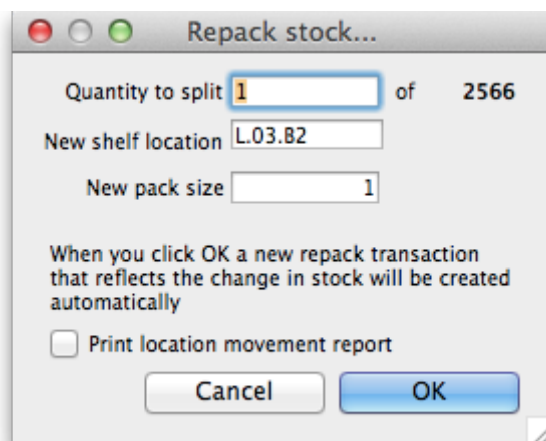 Repack stock...
Quantity to split 1 of 2566
New shelf location L.03.B2
New pack size 1
When you click OK a new repack transaction
that reflects the change in stock will be created
automatically
Print location movement report
Cancel OK